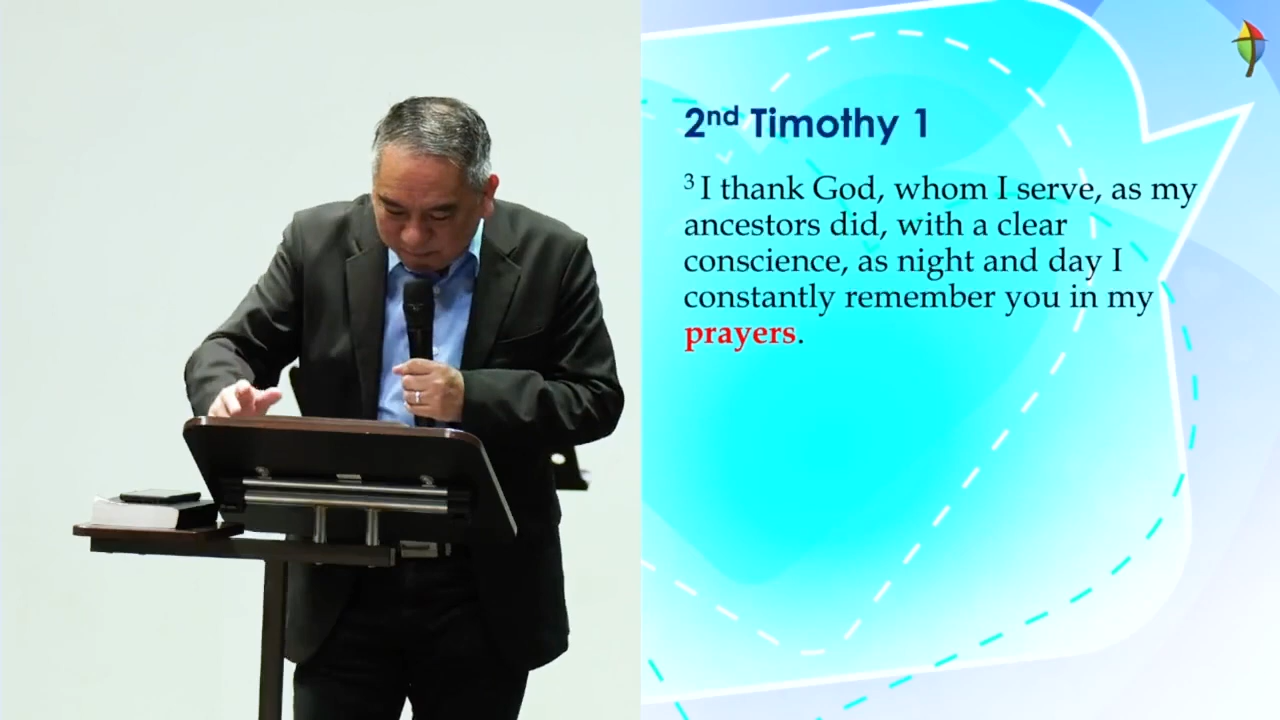 2nd Timothy 1
3 I thank God, whom I serve, as my
ancestors did, with a clear
conscience, as night and day I
constantly remember you in my
prayers.